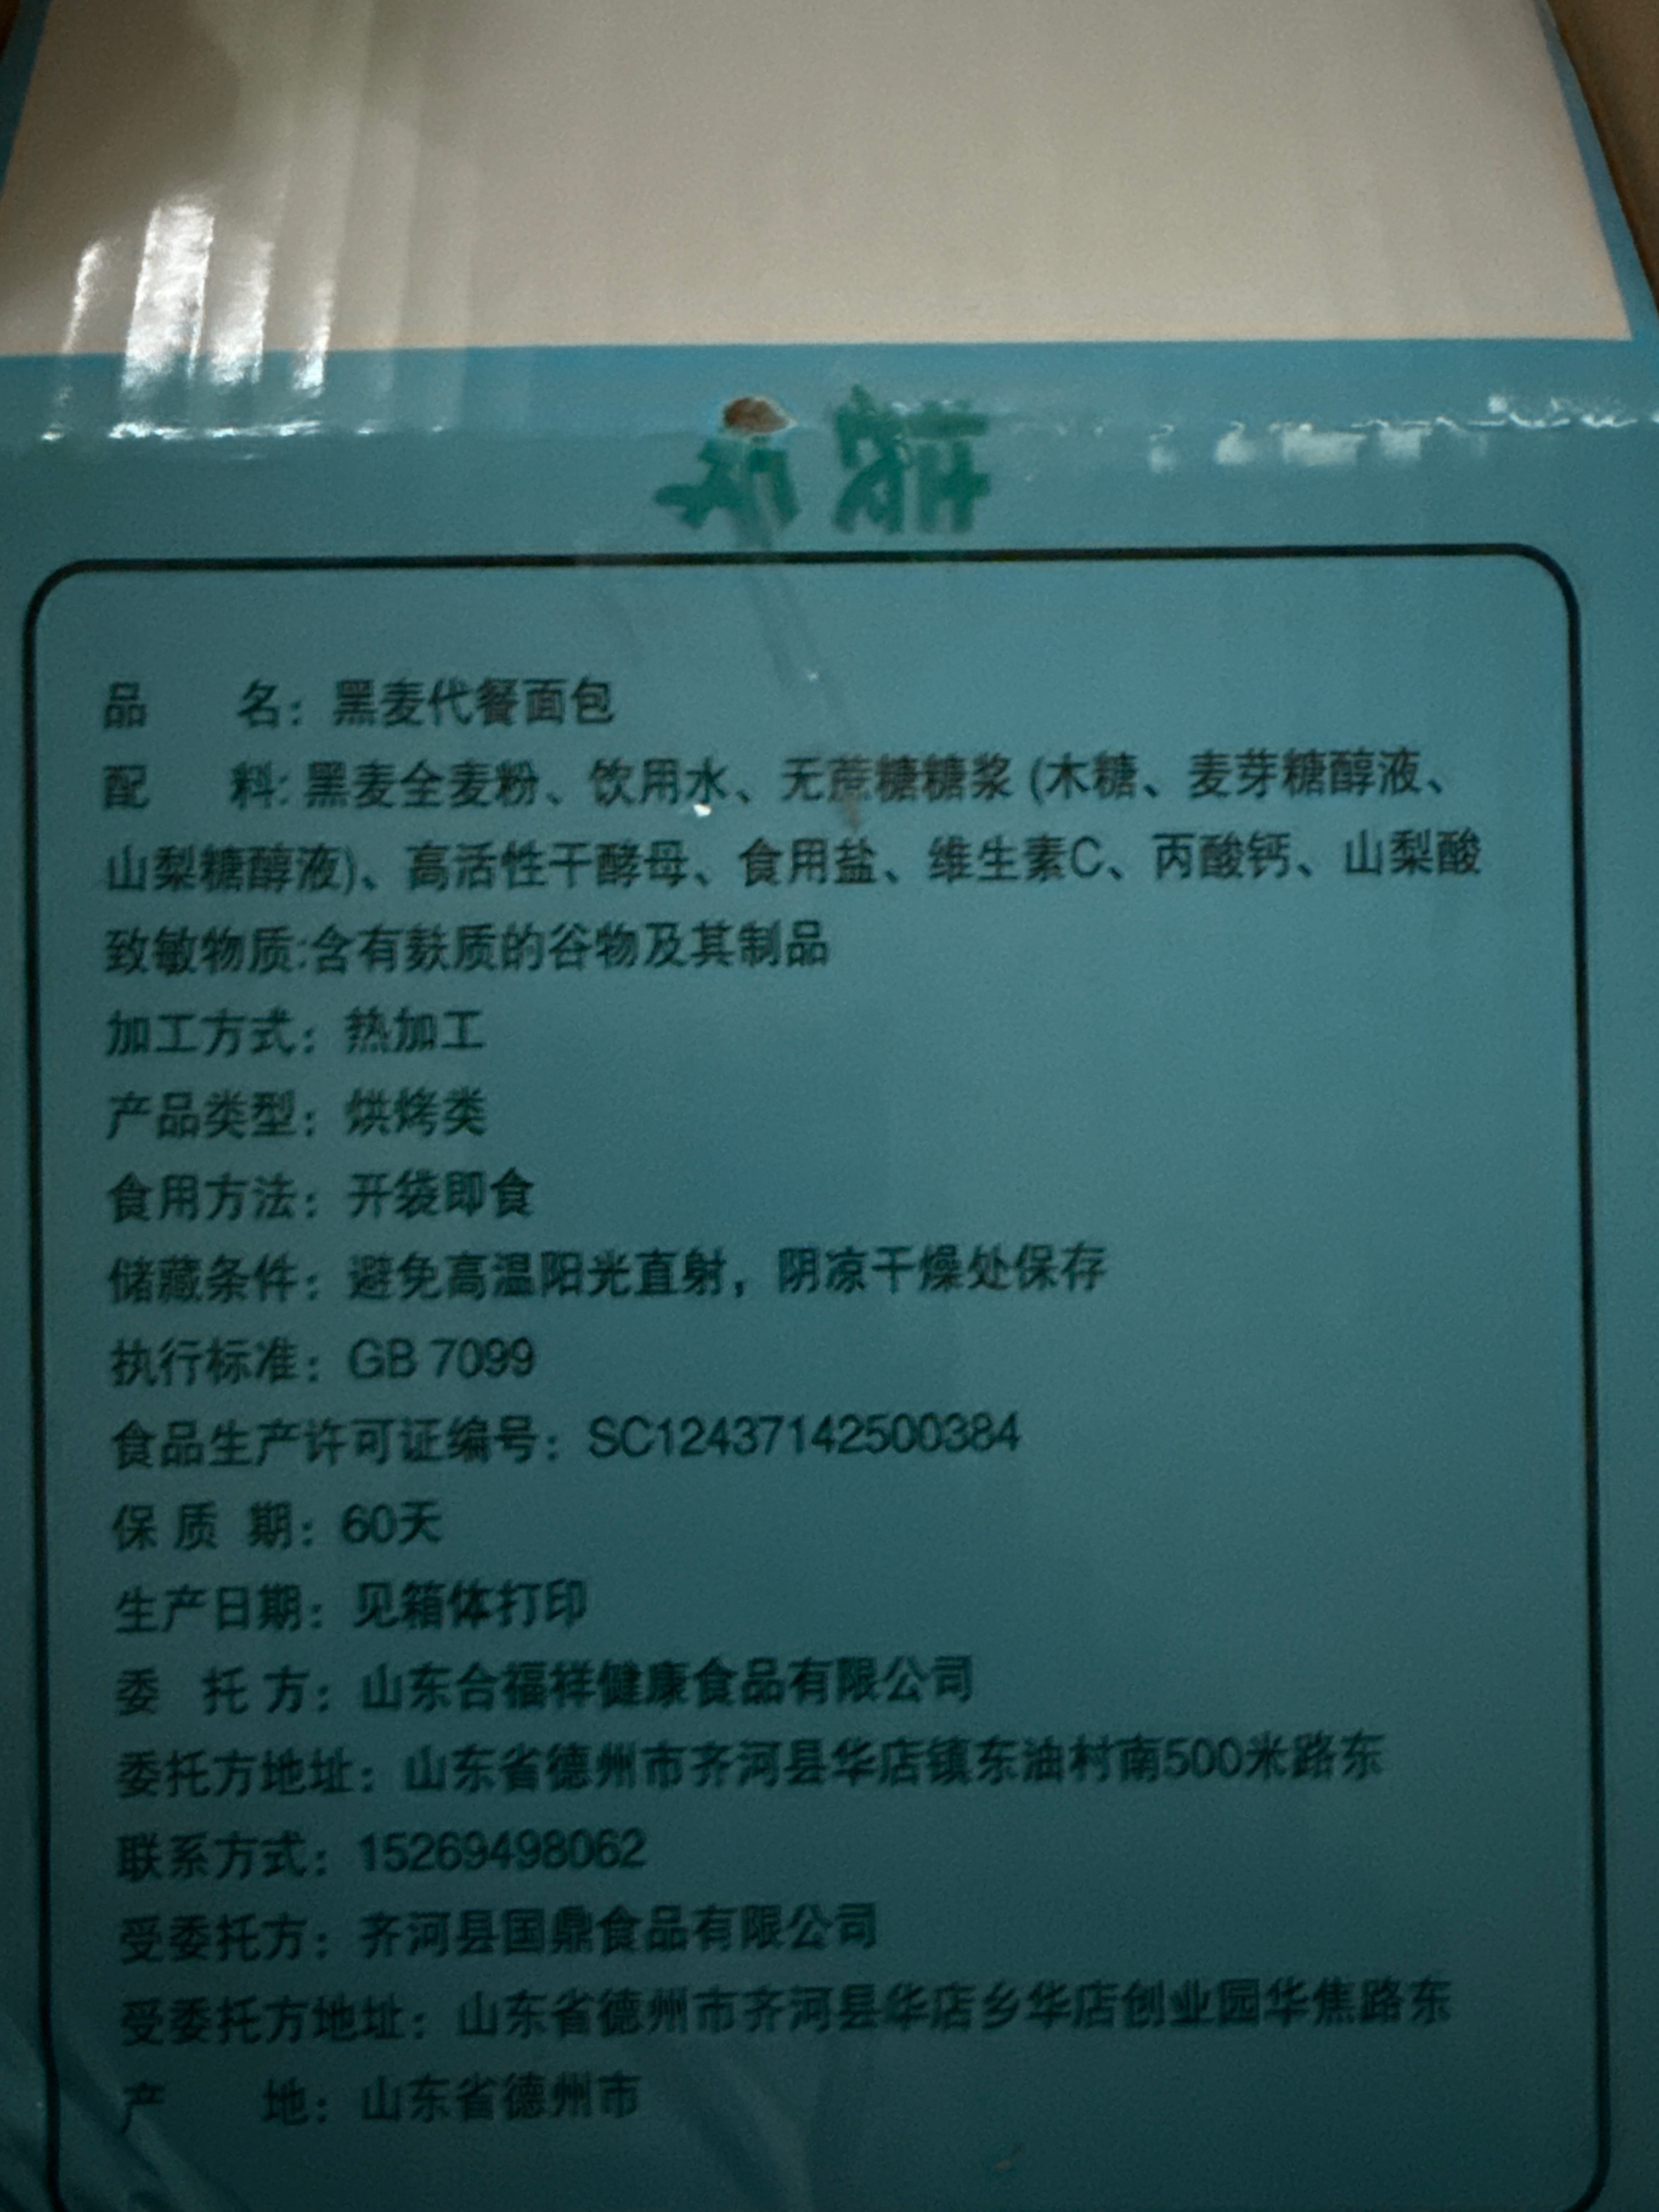 品 名：黑麦代餐面包
配 料:黑麦全麦粉、饮用水、无蔗糖糖浆(木糖、麦芽糖醇液、
山梨糖醇液)、高活性干酵母、食用盐、维生素C、丙酸钙、山梨酸
致敏物质:含有麸质的谷物及其制品
加工方式：热加工
产品类型：烘烤类
食用方法：开袋即食
储藏条件：避免高温阳光直射，阴凉干燥处保存
执行标准：GB 7099
食品生产许可证编号：SC12437142500384
保 质 期：60天
生产日期：见箱体打印
委 托 方：山东合福祥健康食品有限公司
委托方地址：山东省德州市齐河县华店镇东油村南500米路东
联系方式：15269498062
受委托方：齐河县国鼎食品有限公司
受委托方地址：山东省德州市齐河县华店乡华店创业园华焦路东
产 地：山东省德州市